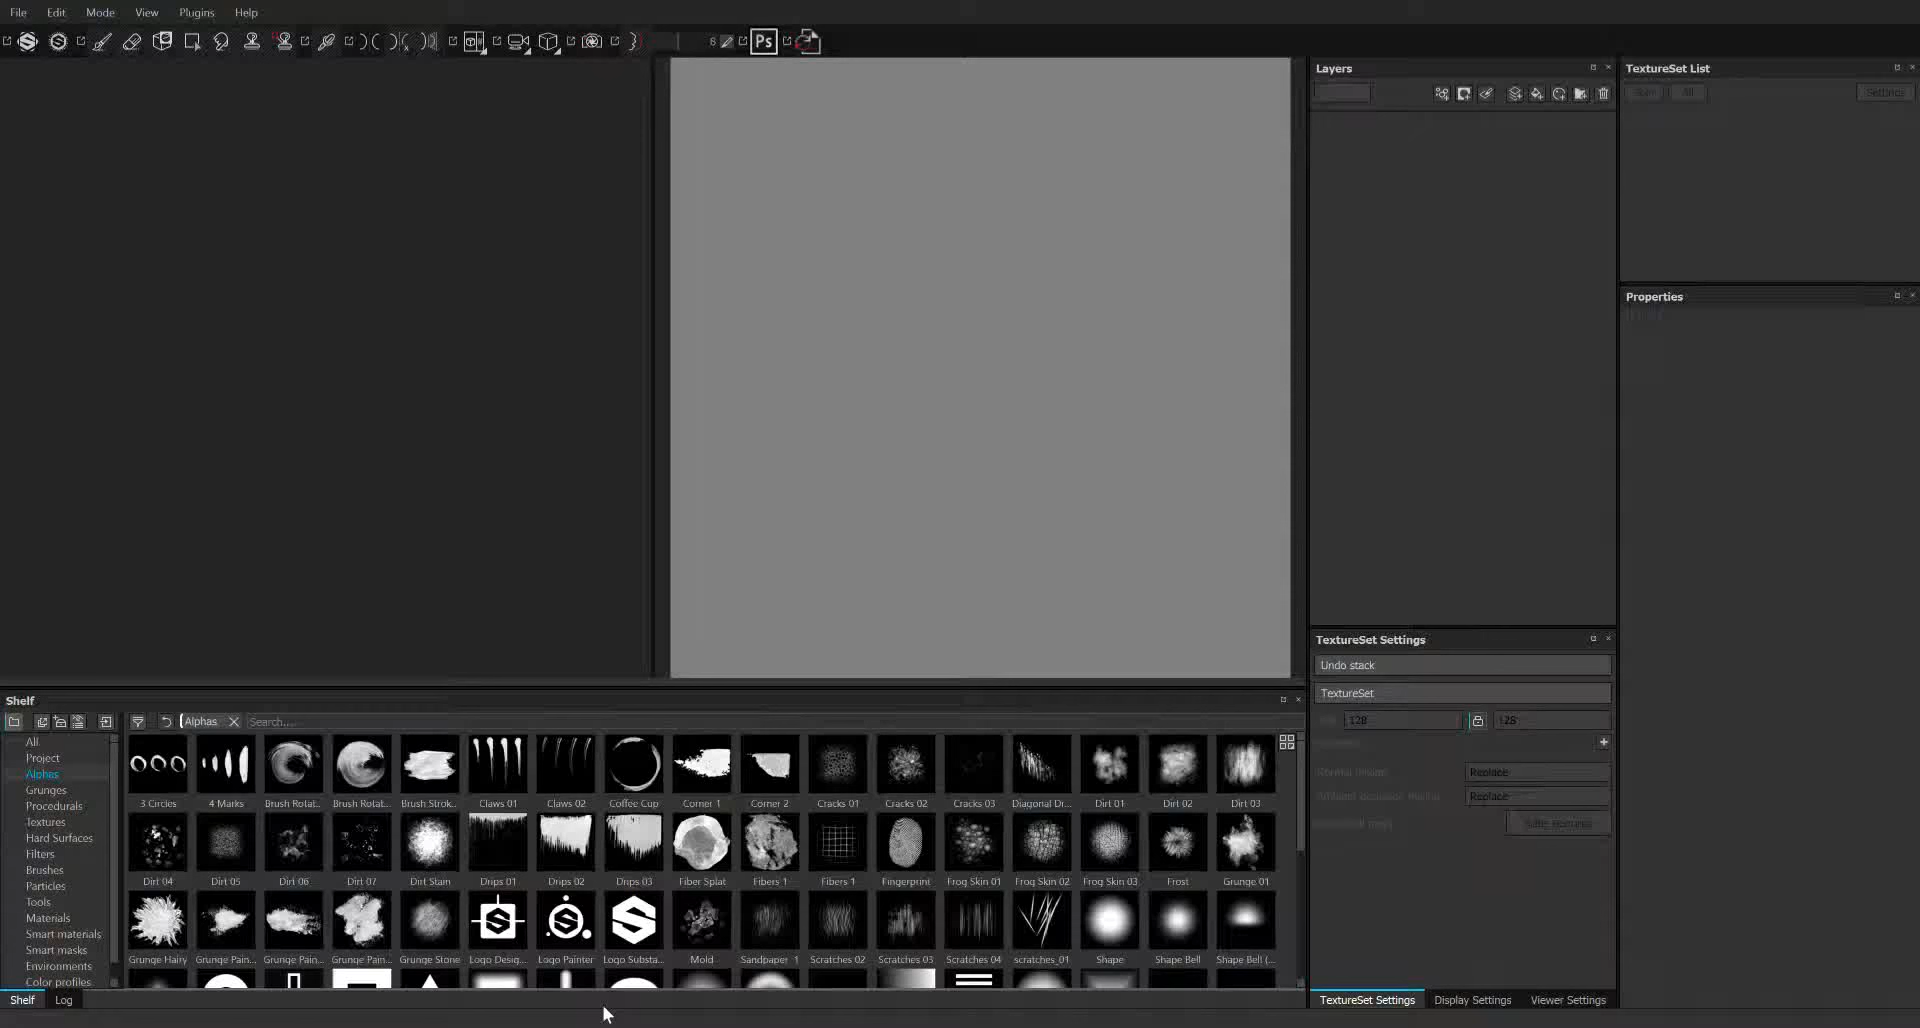 File Edit Mode View Plugins Help
6 Ps
Layers
TextureSet List
All Settings
Properties
TextureSet Settings
Undo stack
TextureSet
128 128
Replace
Replace
Shelf
Alphas Search...
All
Project
Alphas
Grunges
Procedurals
Textures
Hard Surfaces
Filters
Brushes
Particles
Tools
Materials
Smart materials
Smart masks
Environments
Color profiles
3 Circles 4 Marks Brush Rotat... Brush Rotat... Brush Strok... Claws 01 Claws 02 Coffee Cup Corner 1 Corner 2 Cracks 01 Cracks 02 Cracks 03 Diagonal Dr... Dirt 01 Dirt 02 Dirt 03
Dirt 04 Dirt 05 Dirt 06 Dirt 07 Dirt Stain Drips 01 Drips 02 Drips 03 Fiber Splat Fibers 1 Fibers 1 Fingerprint Frog Skin 01 Frog Skin 02 Frog Skin 03 Frost Grunge 01
Grunge Hairy Grunge Pain... Grunge Pain... Grunge Pain... Grunge Stone Logo Desig... Logo Painter Logo Substa... Mold Sandpaper 1 Scratches 02 Scratches 03 Scratches 04 scratches_01 Shape Shape Bell Shape Bell (...
Shelf Log
TextureSet Settings Display Settings Viewer Settings